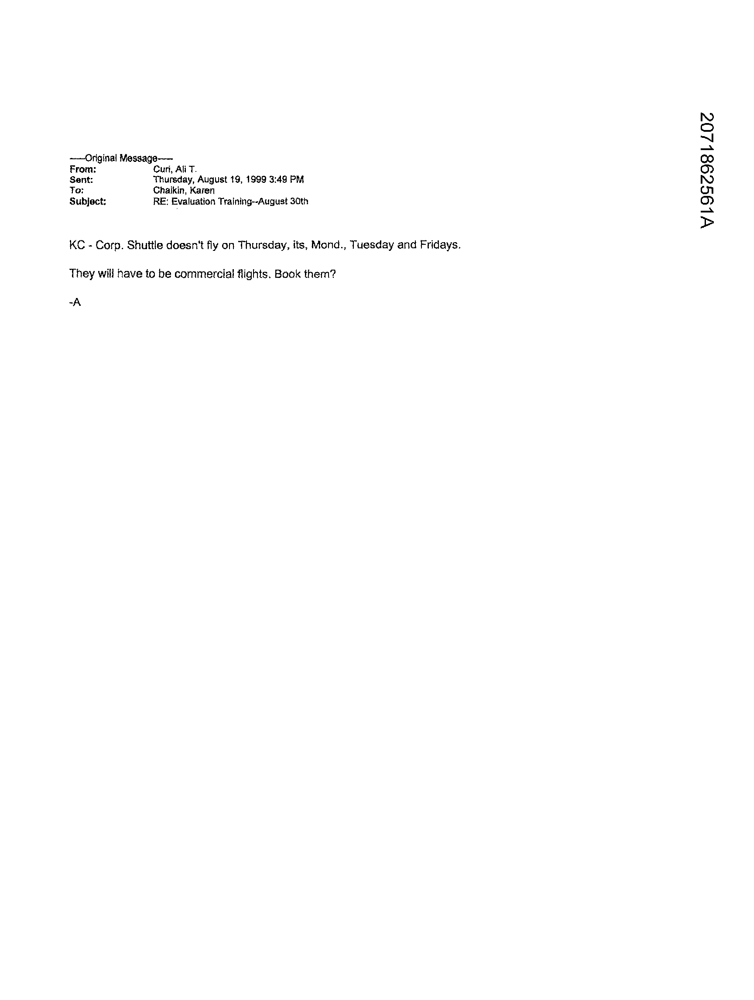 -----Original Message-----
From: Curi, Ali T.
Sent: Thursday, August 19, 1999 3:49 PM
To: Chaikin, Karen
Subject: RE: Evaluation Training--August 30th
KC - Corp. Shuttle doesn't fly on Thursday, its, Mond., Tuesday and Fridays.
They will have to be commercial flights. Book them?
-A
2071862561A